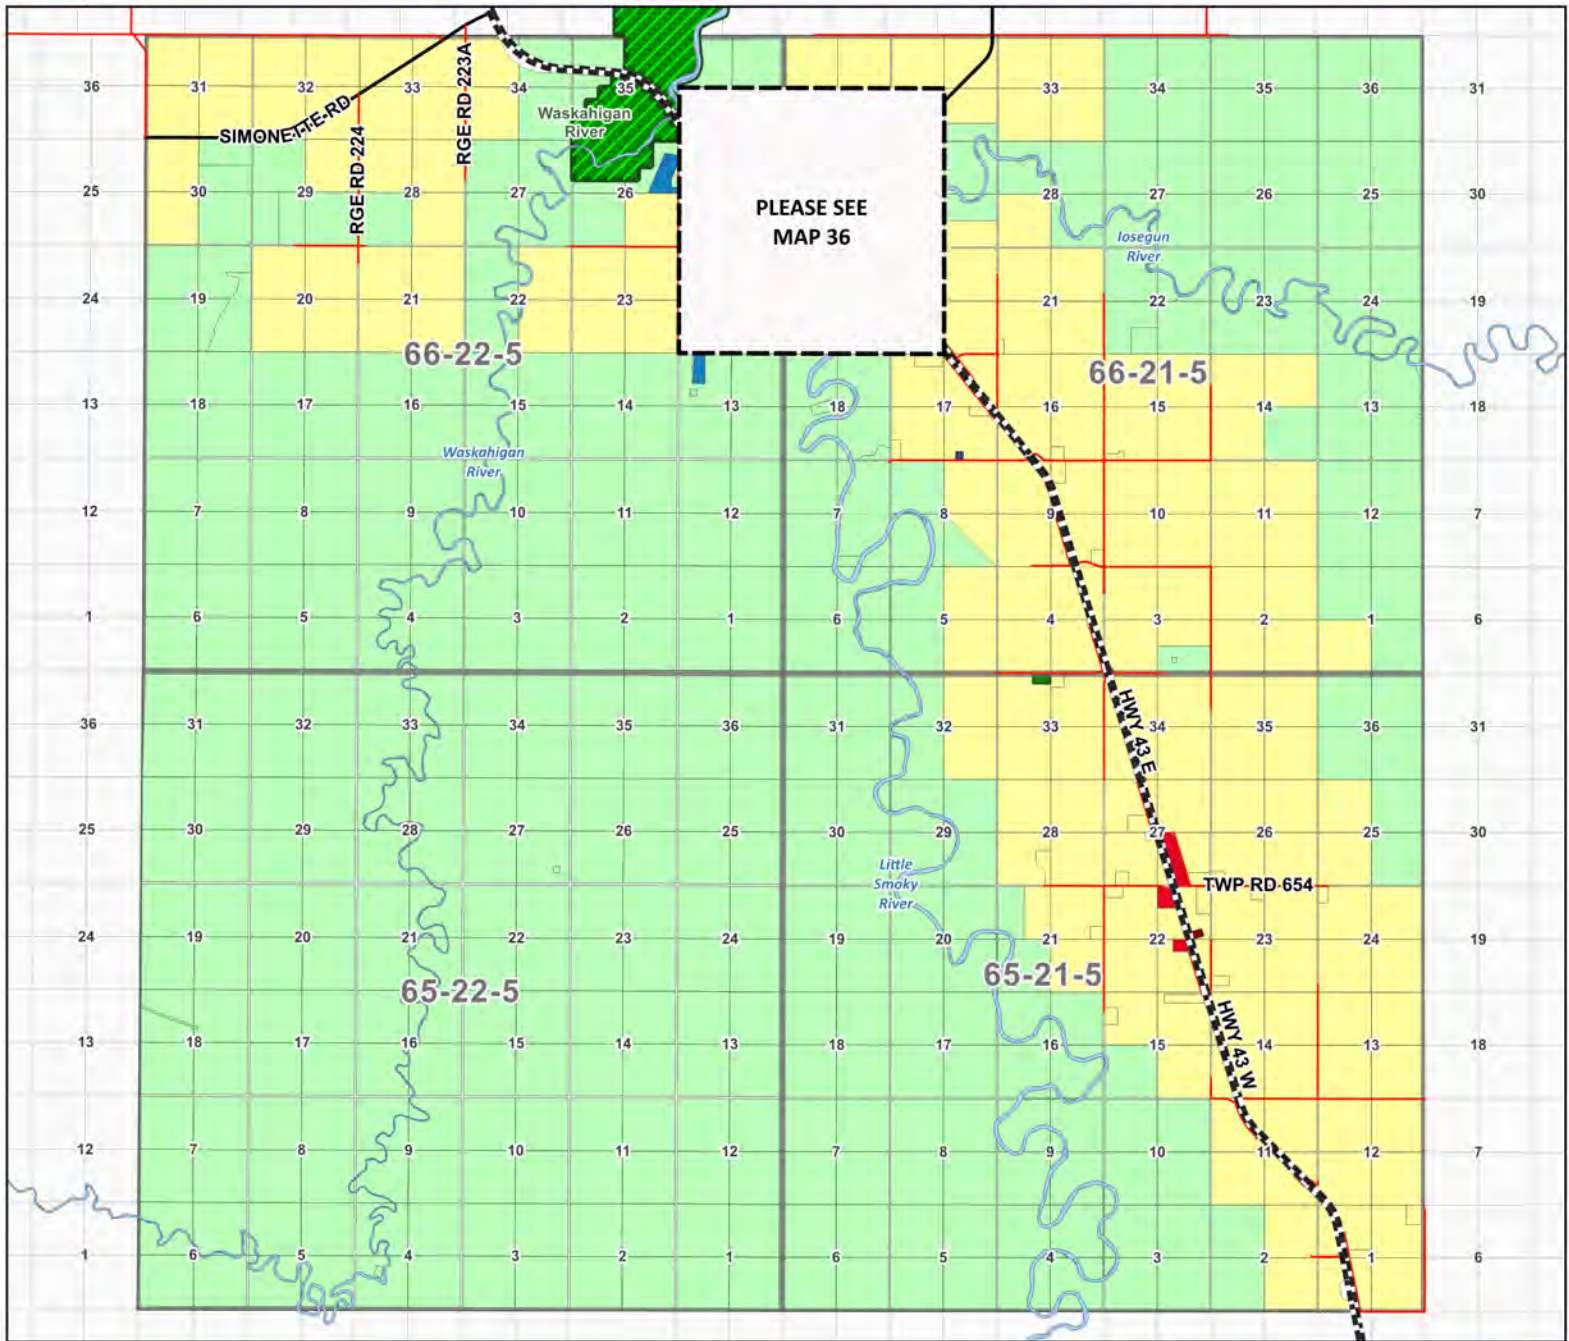 36 31 32 33 34 35 33 34 35 36 31
SIMONETTE-RD
RGE-RD-223A
RGE-RD-224
Waskahigan
River
25 30 29 28 27 26 28 27 26 25 30
PLEASE SEE
MAP 36
Iosegun
River
24 19 20 21 22 23 21 22 23 24 19
66-22-5
66-21-5
13 18 17 16 15 14 13 18 17 16 15 14 13 18
Waskahigan
River
12 7 8 9 10 11 12 7 8 9 10 11 12 7
1 6 5 4 3 2 1 6 5 4 3 2 1 6
36 31 32 33 34 35 36 31 32 33 34 35 36 31
HWY 43 E
25 30 29 28 27 26 25 30 29 28 27 26 25 30
Little
Smoky
River
TWP-RD-654
24 19 20 21 22 23 24 19 20 21 22 23 24 19
65-22-5
65-21-5
13 18 17 16 15 14 13 18 17 16 15 14 13 18
HWY 43 W
12 7 8 9 10 11 12 7 8 9 10 11 12 7
1 6 5 4 3 2 1 6 5 4 3 2 1 6